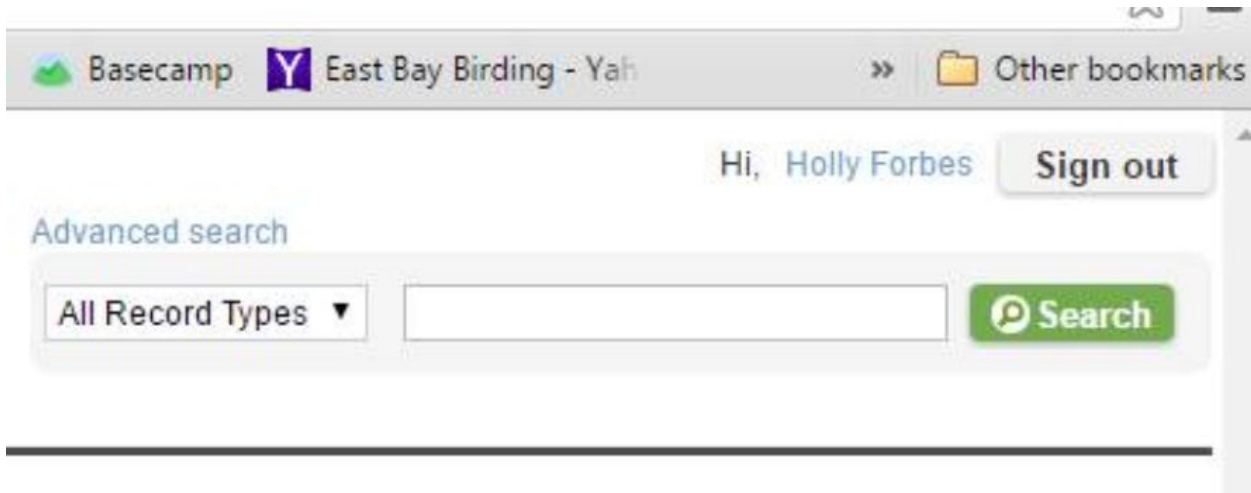 Basecamp East Bay Birding - Yah » Other bookmarks
Hi, Holly Forbes Sign out
Advanced search
All Record Types Search